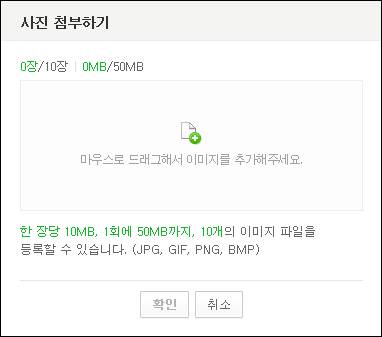 사진 첨부하기
0장/10장 | 0MB/50MB
마우스로 드래그해서 이미지를 추가해주세요.
한 장당 10MB, 1회에 50MB까지, 10개의 이미지 파일을
등록할 수 있습니다. (JPG, GIF, PNG, BMP)
확인 취소